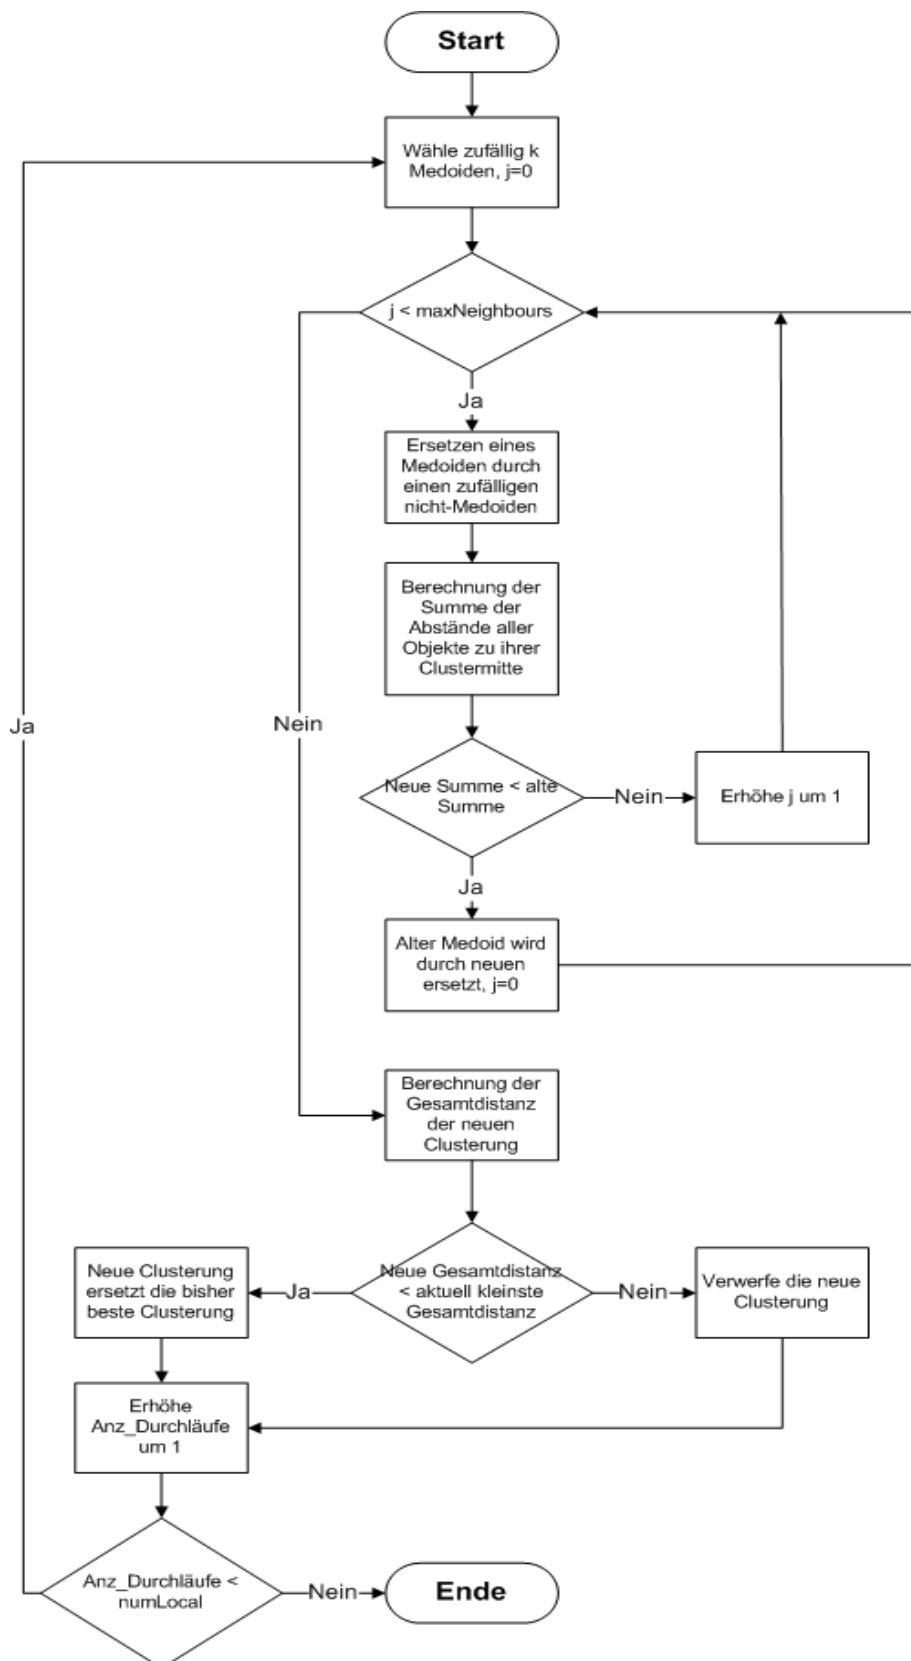 Start
Wähle zufällig k
Medoiden, j=0
j < maxNeighbours
Ja
Ersetzen eines
Medoiden durch
einen zufälligen
nicht-Medoiden
Berechnung der
Summe der
Abstände aller
Objekte zu ihrer
Clustermitte
Ja
Nein
Neue Summe < alte
Summe
Nein
Erhöhe j um 1
Ja
Alter Medoid wird
durch neuen
ersetzt, j=0
Berechnung der
Gesamtdistanz
der neuen
Clusterung
Neue Clusterung
ersetzt die bisher
beste Clusterung
Ja
Neue Gesamtdistanz
< aktuell kleinste
Gesamtdistanz
Nein
Verwerfe die neue
Clusterung
Erhöhe
Anz_Durchläufe
um 1
Anz_Durchläufe <
numLocal
Nein
Ende